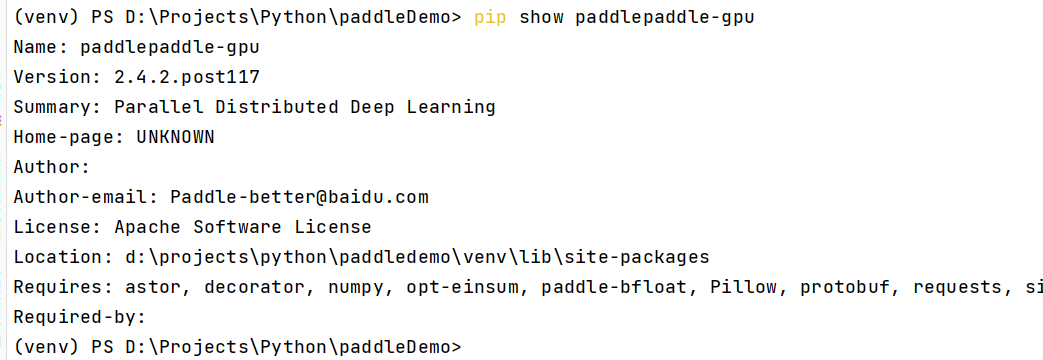 (venv) PS D:\Projects\Python\paddleDemo> pip show paddlepaddle-gpu
Name: paddlepaddle-gpu
Version: 2.4.2.post117
Summary: Parallel Distributed Deep Learning
Home-page: UNKNOWN
Author:
Author-email: Paddle-better@baidu.com
License: Apache Software License
Location: d:\projects\python\paddledemo\venv\lib\site-packages
Requires: astor, decorator, numpy, opt-einsum, paddle-bfloat, Pillow, protobuf, requests, si
Required-by:
(venv) PS D:\Projects\Python\paddleDemo>